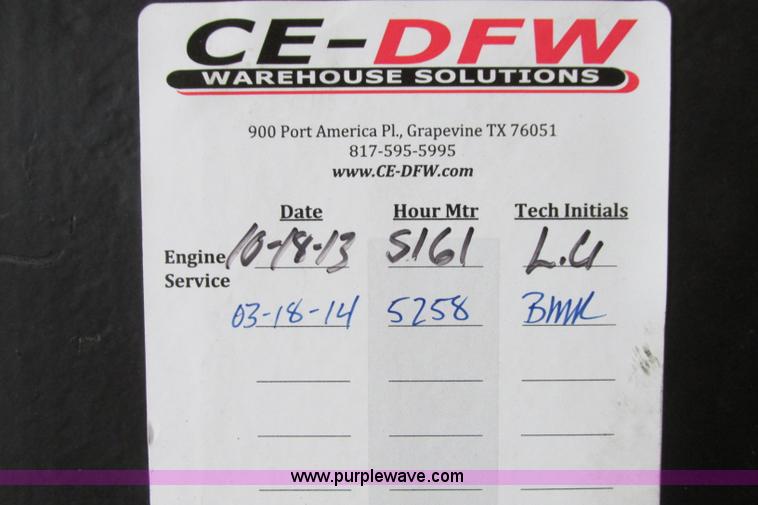 CE-DFW
WAREHOUSE SOLUTIONS
900 Port America Pl., Grapevine TX 76051
817-595-5995
www.CE-DFW.com
Date Hour Mtr Tech Initials
Engine 10-18-13 5161 L.G
Service
03-18-14 5258 BMR
www.purplewave.com